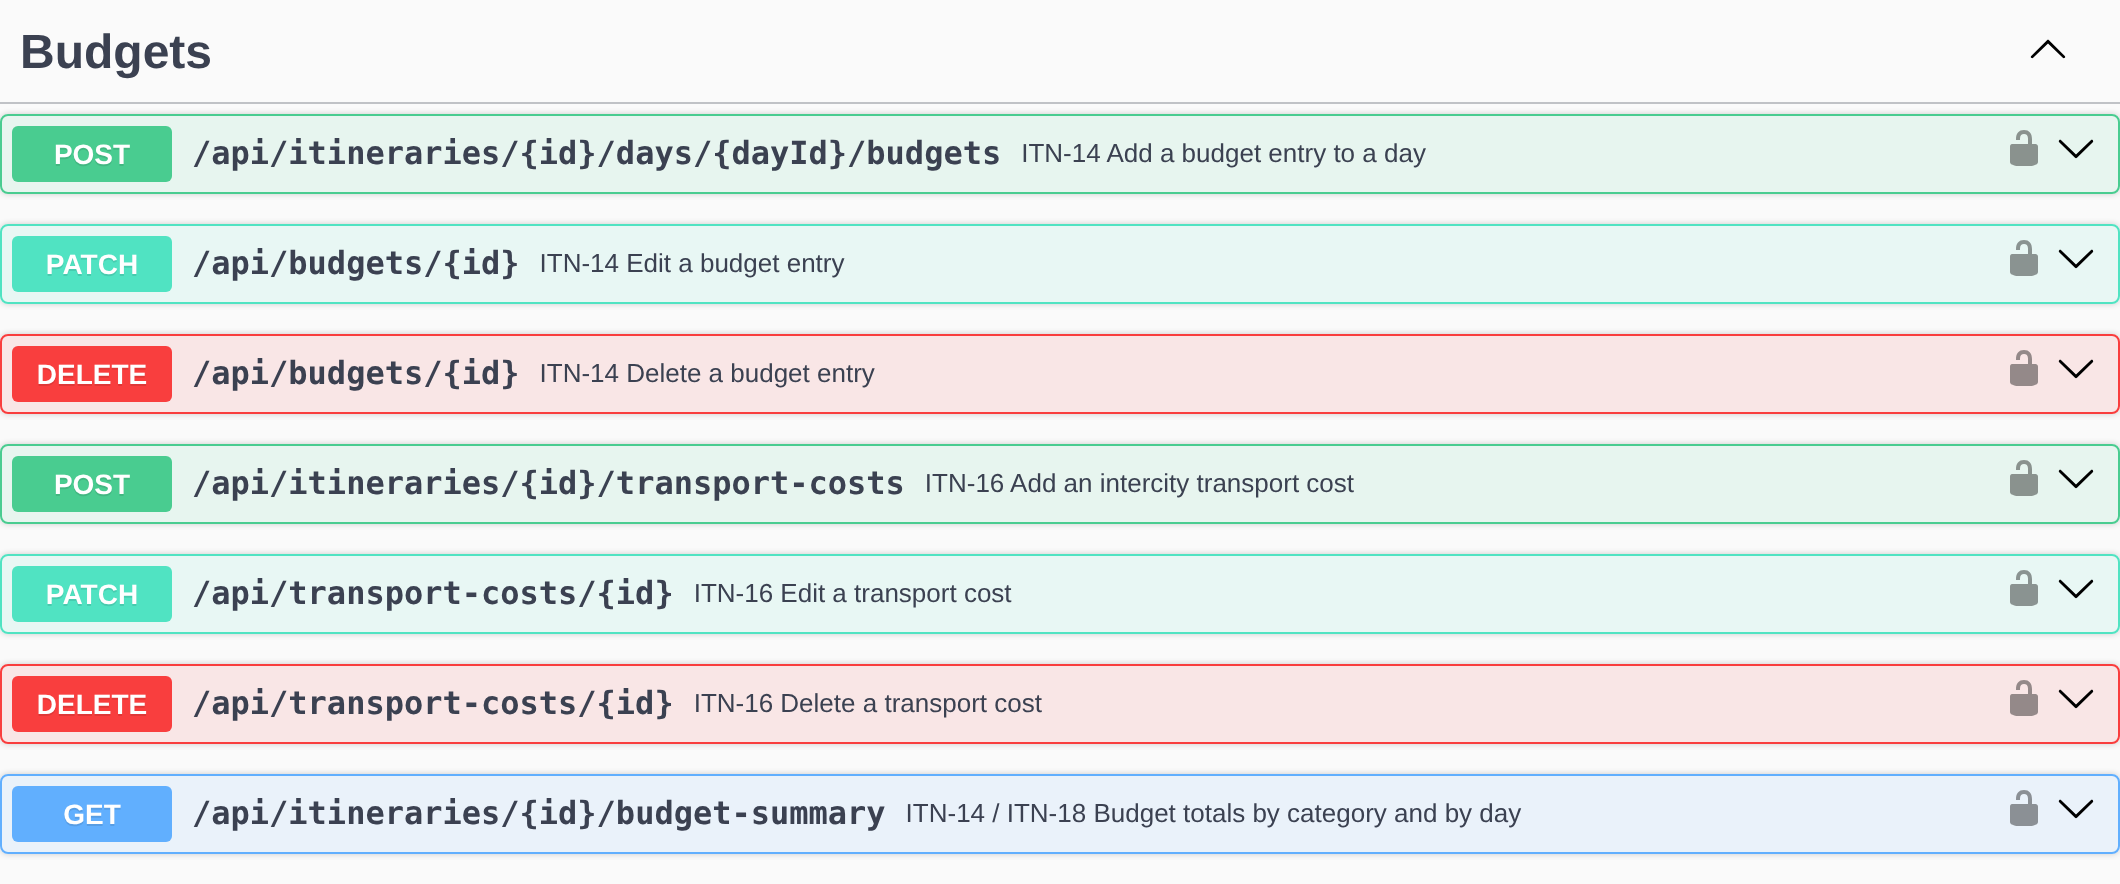 Budgets
POST /api/itineraries/{id}/days/{dayId}/budgets ITN-14 Add a budget entry to a day
PATCH /api/budgets/{id} ITN-14 Edit a budget entry
DELETE /api/budgets/{id} ITN-14 Delete a budget entry
POST /api/itineraries/{id}/transport-costs ITN-16 Add an intercity transport cost
PATCH /api/transport-costs/{id} ITN-16 Edit a transport cost
DELETE /api/transport-costs/{id} ITN-16 Delete a transport cost
GET /api/itineraries/{id}/budget-summary ITN-14 / ITN-18 Budget totals by category and by day